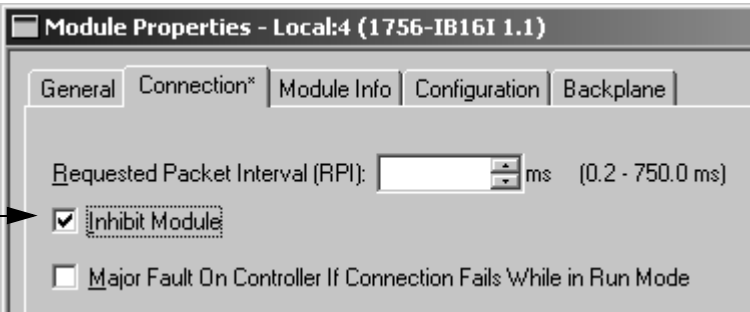 Module Properties - Local:4 (1756-IB16I 1.1)
General Connection* Module Info Configuration Backplane
Requested Packet Interval (RPI): ms (0.2 - 750.0 ms)
Inhibit Module
Major Fault On Controller If Connection Fails While in Run Mode